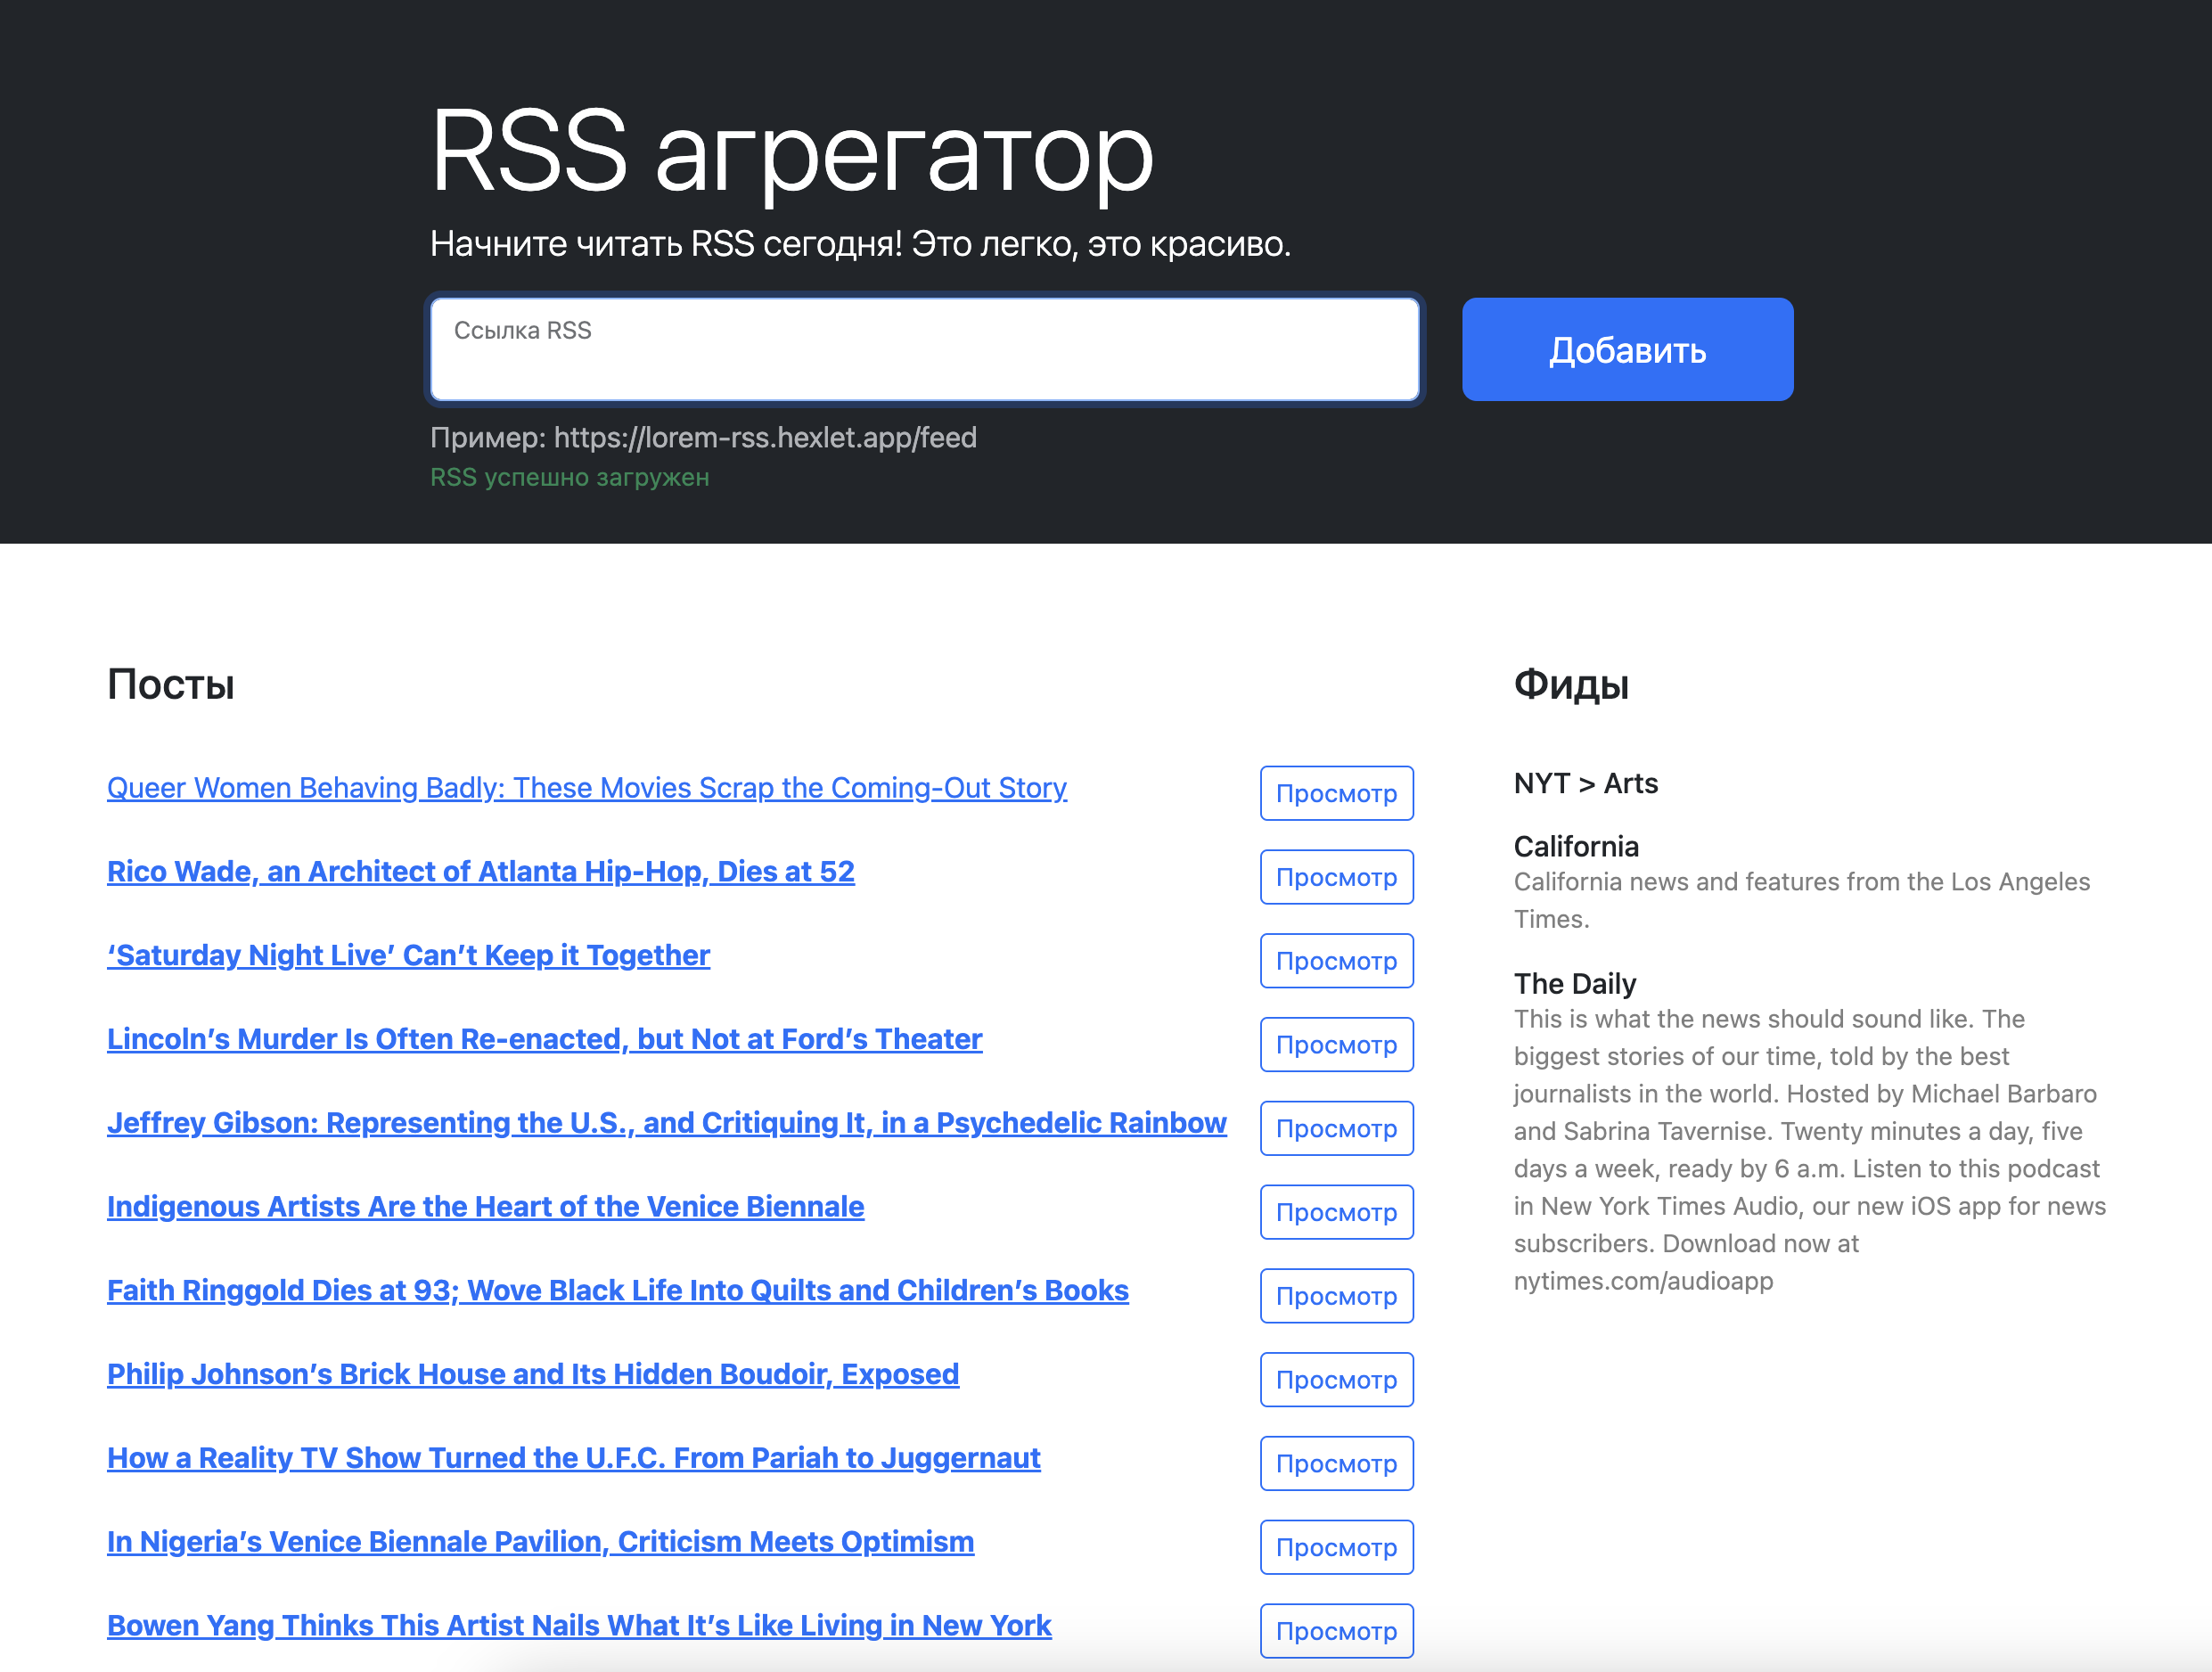 RSS агрегатор
Начните читать RSS сегодня! Это легко, это красиво.
Ссылка RSS
Добавить
Пример: https://lorem-rss.hexlet.app/feed
RSS успешно загружен
Посты
Queer Women Behaving Badly: These Movies Scrap the Coming-Out Story
Просмотр
Rico Wade, an Architect of Atlanta Hip-Hop, Dies at 52
Просмотр
‘Saturday Night Live’ Can’t Keep it Together
Просмотр
Lincoln’s Murder Is Often Re-enacted, but Not at Ford’s Theater
Просмотр
Jeffrey Gibson: Representing the U.S., and Critiquing It, in a Psychedelic Rainbow
Просмотр
Indigenous Artists Are the Heart of the Venice Biennale
Просмотр
Faith Ringgold Dies at 93; Wove Black Life Into Quilts and Children’s Books
Просмотр
Philip Johnson’s Brick House and Its Hidden Boudoir, Exposed
Просмотр
How a Reality TV Show Turned the U.F.C. From Pariah to Juggernaut
Просмотр
In Nigeria’s Venice Biennale Pavilion, Criticism Meets Optimism
Просмотр
Bowen Yang Thinks This Artist Nails What It’s Like Living in New York
Просмотр
Фиды
NYT > Arts
California
California news and features from the Los Angeles
Times.
The Daily
This is what the news should sound like. The
biggest stories of our time, told by the best
journalists in the world. Hosted by Michael Barbaro
and Sabrina Tavernise. Twenty minutes a day, five
days a week, ready by 6 a.m. Listen to this podcast
in New York Times Audio, our new iOS app for news
subscribers. Download now at
nytimes.com/audioapp